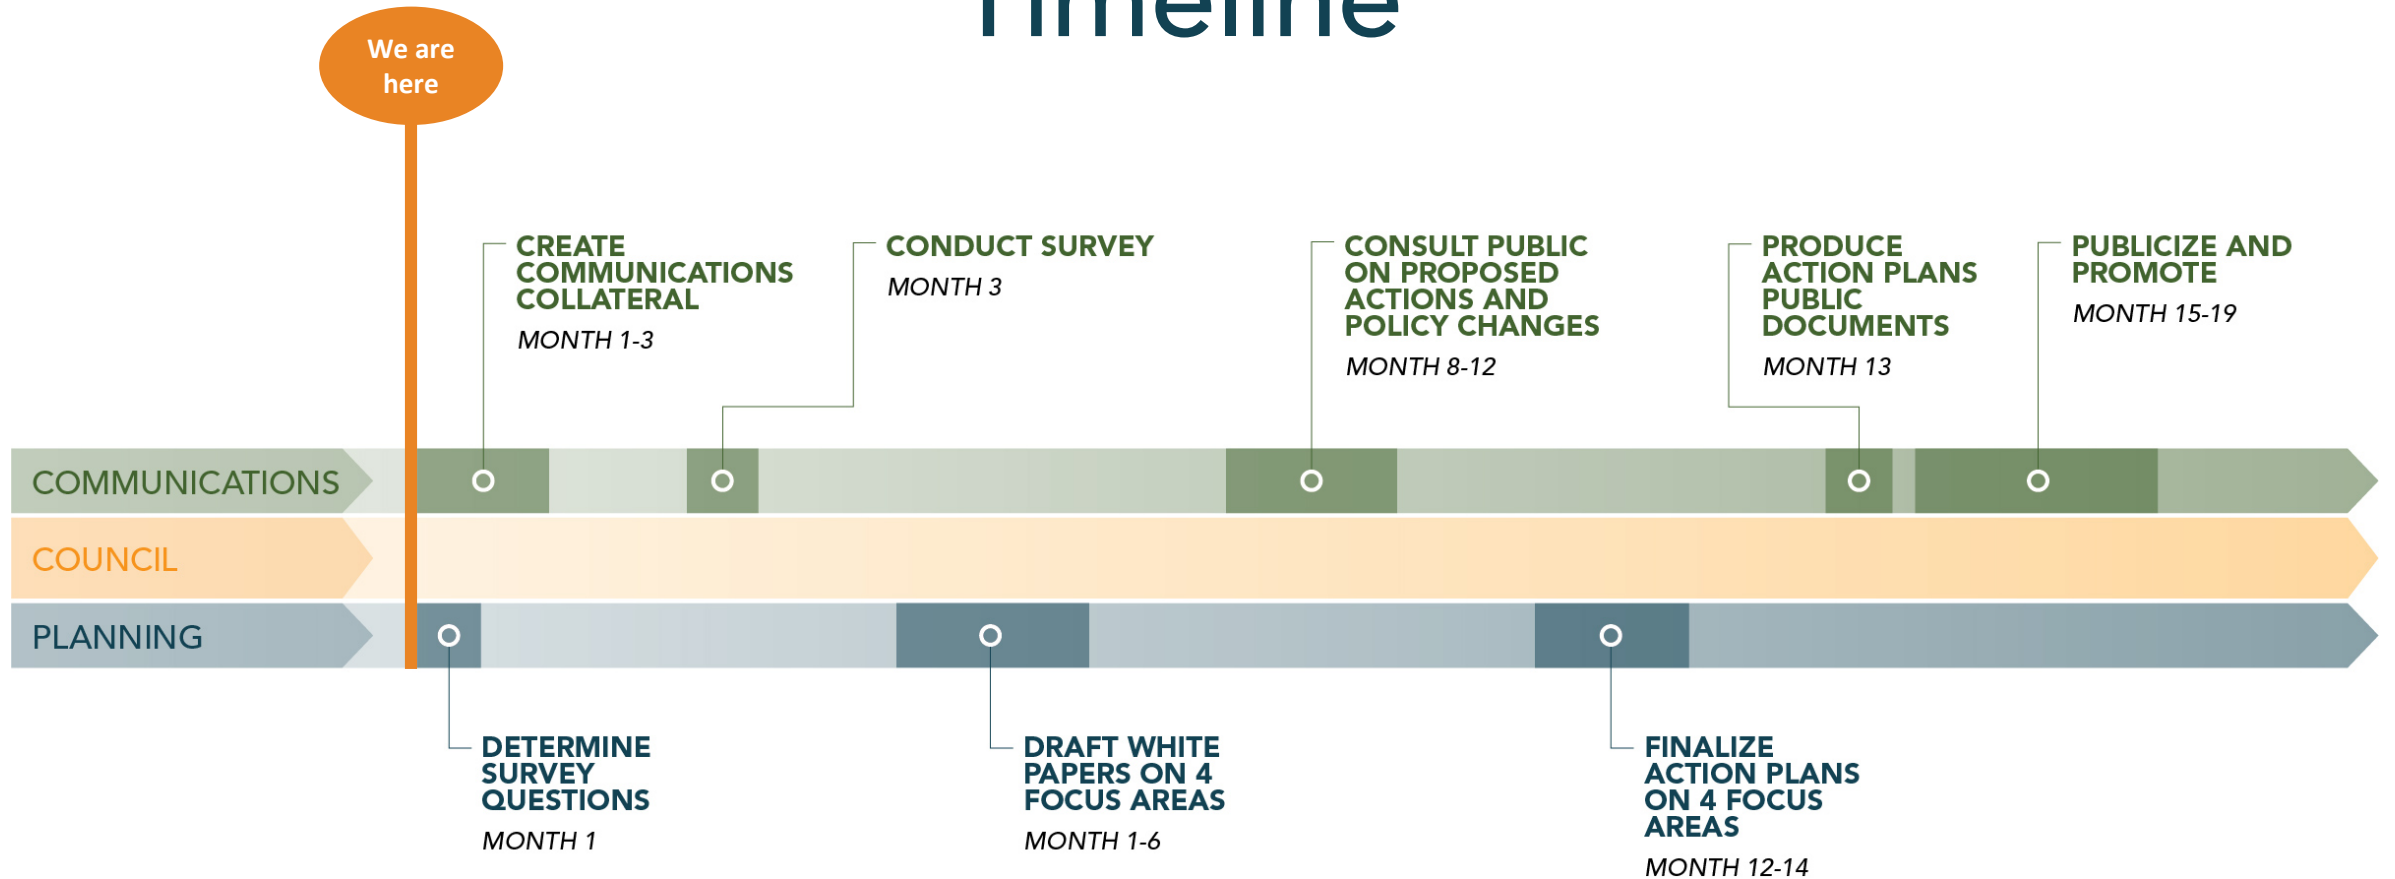 Timeline
We are
here
CREATE
COMMUNICATIONS
COLLATERAL
MONTH 1-3
CONDUCT SURVEY
MONTH 3
CONSULT PUBLIC
ON PROPOSED
ACTIONS AND
POLICY CHANGES
MONTH 8-12
PRODUCE
ACTION PLANS
PUBLIC
DOCUMENTS
MONTH 13
PUBLICIZE AND
PROMOTE
MONTH 15-19
COMMUNICATIONS
COUNCIL
PLANNING
DETERMINE
SURVEY
QUESTIONS
MONTH 1
DRAFT WHITE
PAPERS ON 4
FOCUS AREAS
MONTH 1-6
FINALIZE
ACTION PLANS
ON 4 FOCUS
AREAS
MONTH 12-14